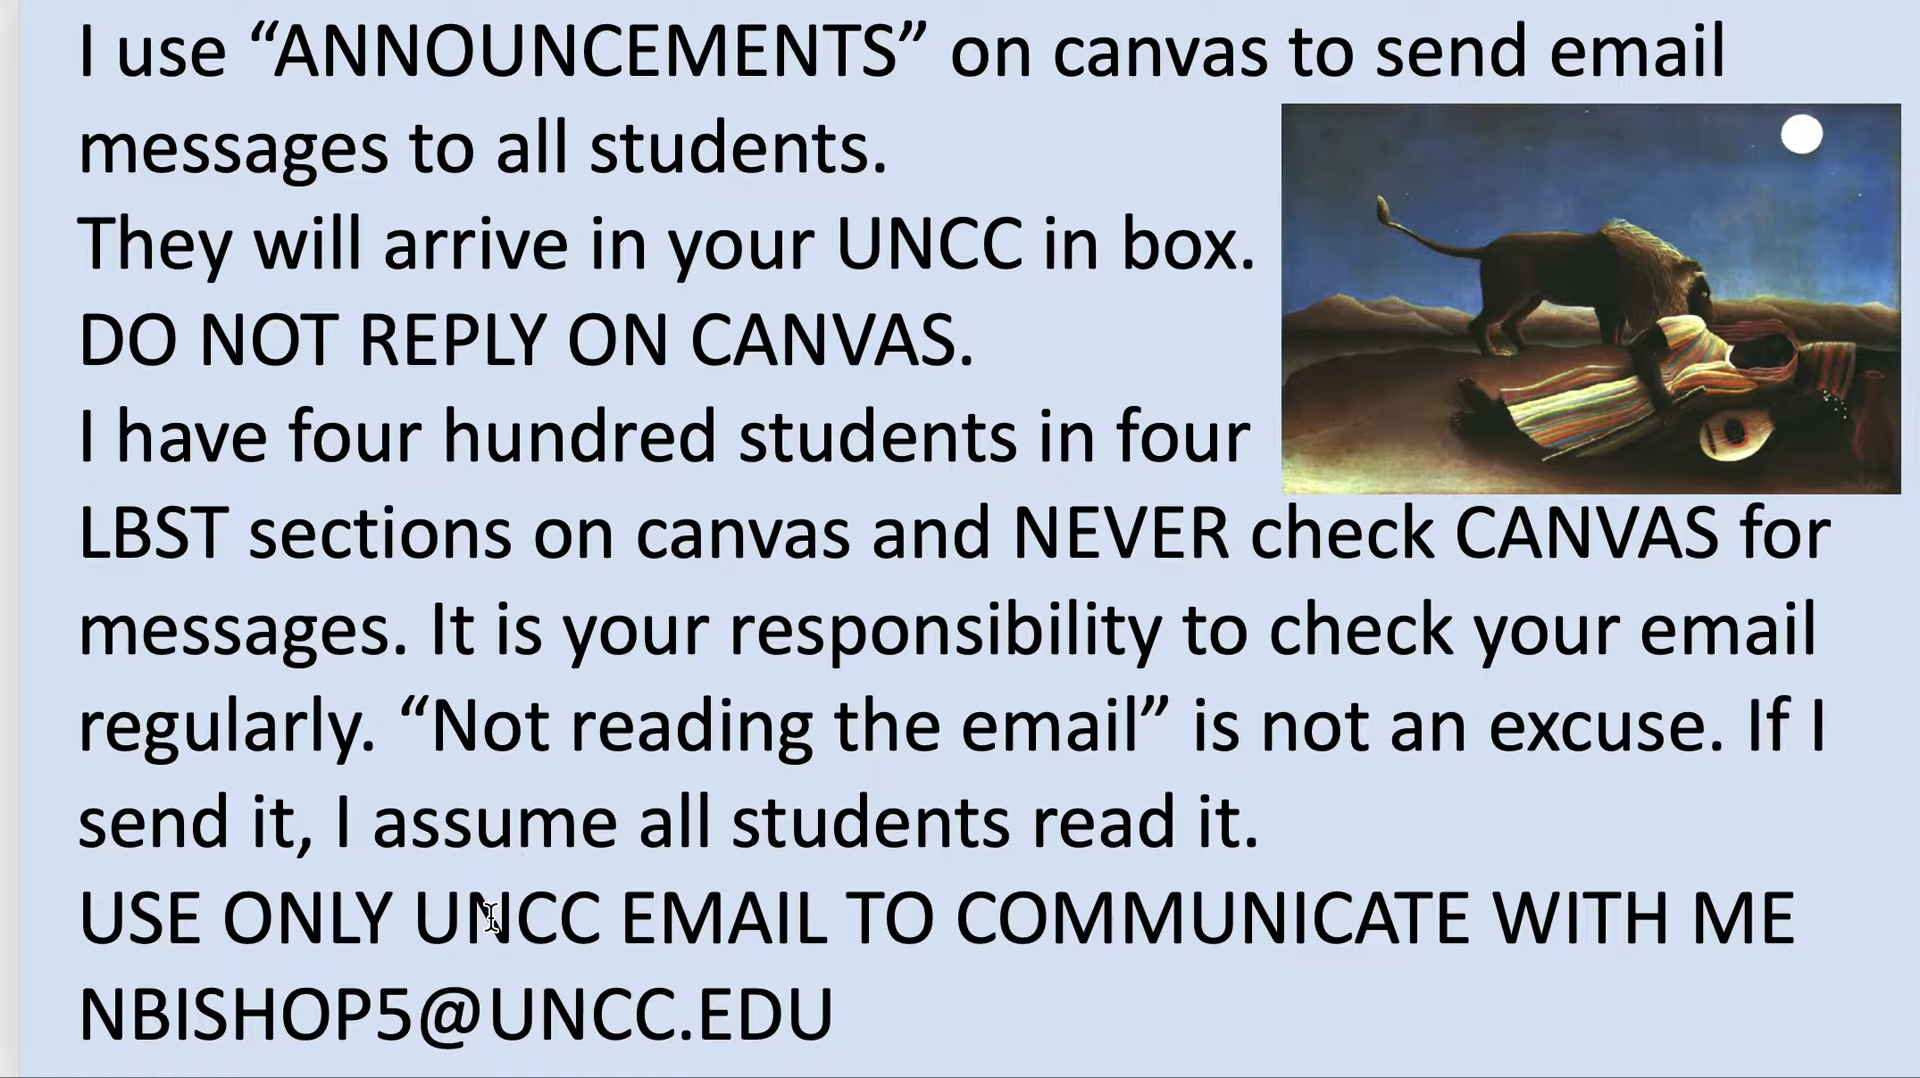 I use “ANNOUNCEMENTS” on canvas to send email
messages to all students.
They will arrive in your UNCC in box.
DO NOT REPLY ON CANVAS.
I have four hundred students in four
LBST sections on canvas and NEVER check CANVAS for
messages. It is your responsibility to check your email
regularly. “Not reading the email” is not an excuse. If I
send it, I assume all students read it.
USE ONLY UNCC EMAIL TO COMMUNICATE WITH ME
NBISHOP5@UNCC.EDU